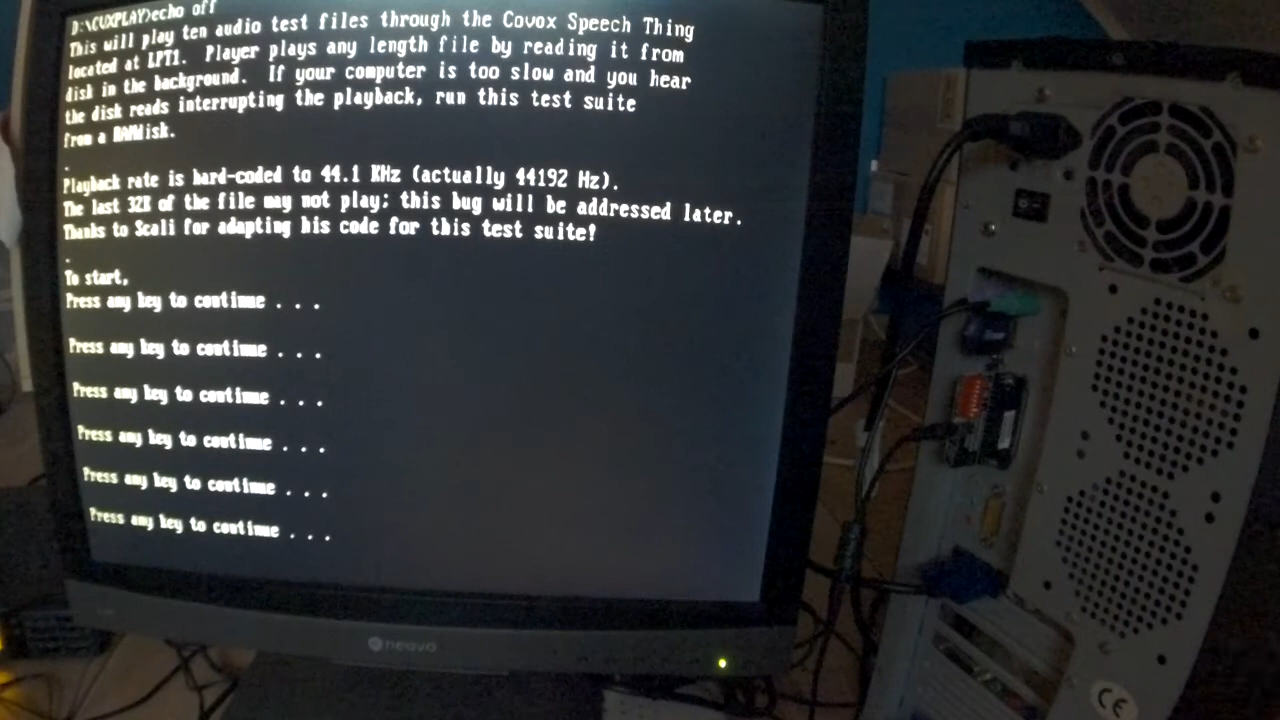 D:\CVXPLAY>echo off
This will play ten audio test files through the Covox Speech Thing
located at LPT1.  Player plays any length file by reading it from
disk in the background.  If your computer is too slow and you hear
the disk reads interrupting the playback, run this test suite
from a RAMdisk.
.
Playback rate is hard-coded to 44.1 KHz (actually 44192 Hz).
The last 32K of the file may not play; this bug will be addressed later.
Thanks to Scali for adapting his code for this test suite!
.
To start,
Press any key to continue . . .
Press any key to continue . . .
Press any key to continue . . .
Press any key to continue . . .
Press any key to continue . . .
Press any key to continue . . .
neovo
CE